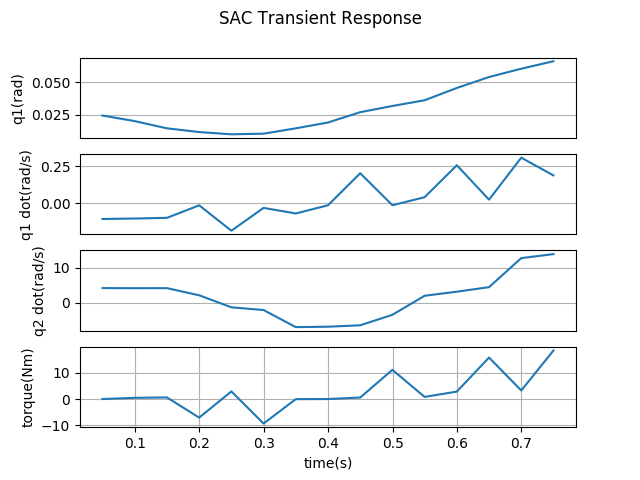 SAC Transient Response
q1(rad)
0.050
0.025
q1 dot(rad/s)
0.25
0.00
q2 dot(rad/s)
10
0
torque(Nm)
10
0
−10
0.1 0.2 0.3 0.4 0.5 0.6 0.7
time(s)